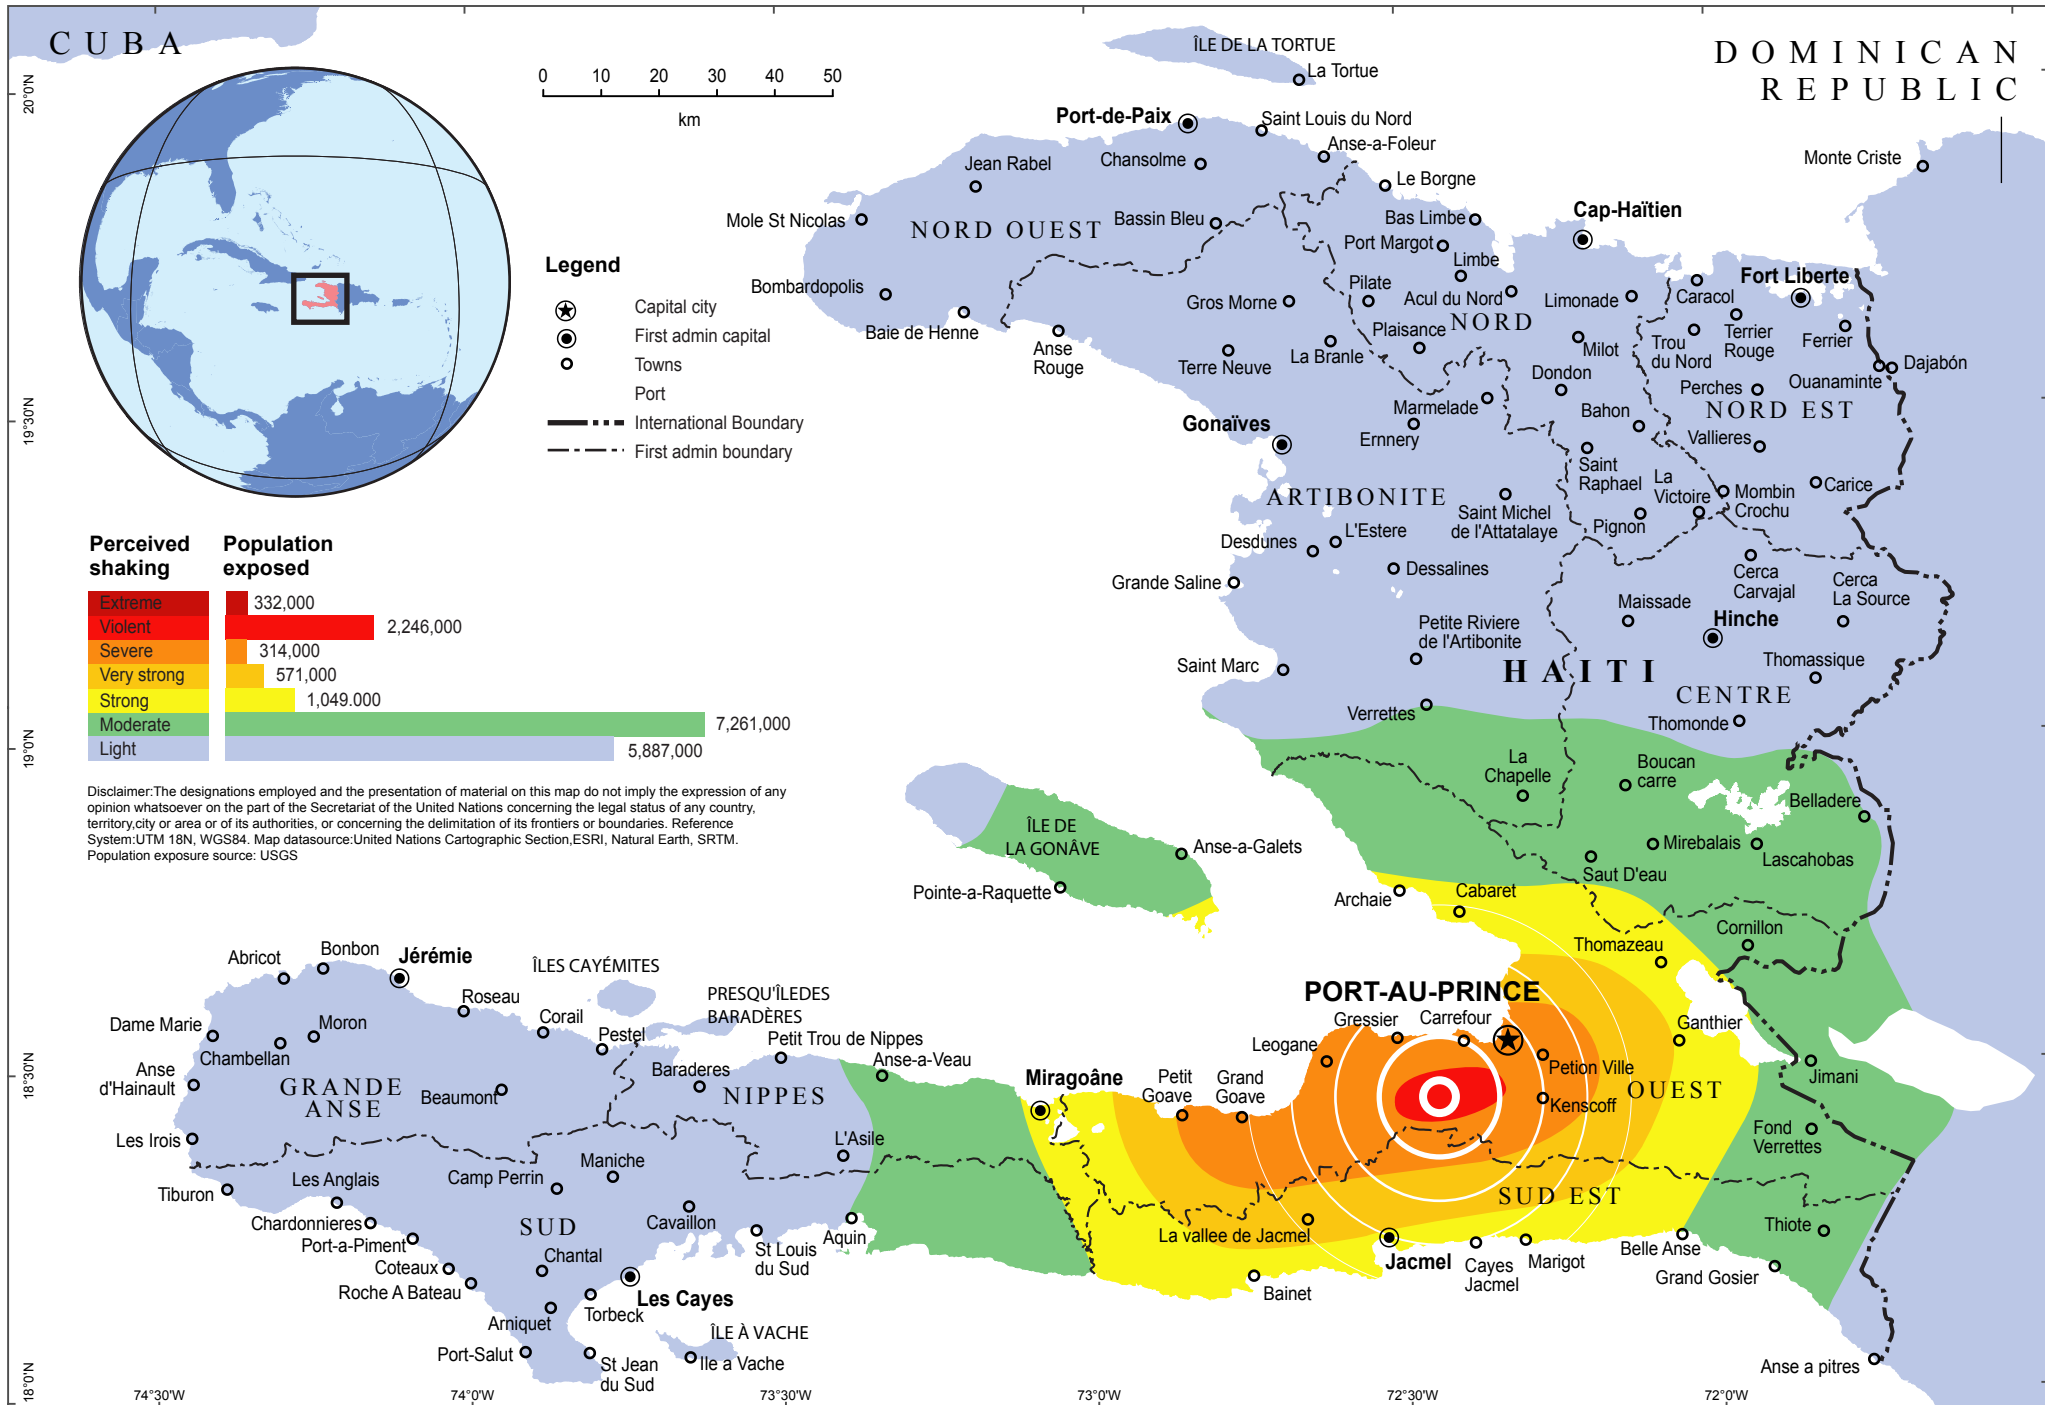 CUBA
DOMINICAN
REPUBLIC
0 10 20 30 40 50
km
20°0'N
19°30'N
19°0'N
18°30'N
18°0'N
Legend
Capital city
First admin capital
Towns
Port
International Boundary
First admin boundary
Perceived
shaking
Population
exposed
Extreme 332,000
Violent 2,246,000
Severe 314,000
Very strong 571,000
Strong 1,049.000
Moderate 7,261,000
Light 5,887,000
Disclaimer:The designations employed and the presentation of material on this map do not imply the expression of any
opinion whatsoever on the part of the Secretariat of the United Nations concerning the legal status of any country,
territory,city or area or of its authorities, or concerning the delimitation of its frontiers or boundaries. Reference
System:UTM 18N, WGS84. Map datasource:United Nations Cartographic Section,ESRI, Natural Earth, SRTM.
Population exposure source: USGS
ÎLE DE LA TORTUE
La Tortue
Port-de-Paix
Saint Louis du Nord
Anse-a-Foleur
Chansolme
Jean Rabel
Le Borgne
Monte Criste
Mole St Nicolas
NORD OUEST
Bassin Bleu
Bas Limbe
Cap-Haïtien
Port Margot
Limbe
Bombardopolis
Baie de Henne
Anse
Rouge
Gros Morne
Pilate
Acul du Nord
Limonade
Caracol
Fort Liberte
Plaisance
NORD
Terre Neuve
La Branle
Milot
Trou
du Nord
Terrier
Rouge
Ferrier
Dondon
Perches
Ouanaminte
Dajabón
Marmelade
Bahon
NORD EST
Gonaïves
Ernnery
Vallieres
Saint
Raphael
La
Victoire
Mombin
Crochu
Carice
ARTIBONITE
Saint Michel
de l'Attatalaye
Pignon
Desdunes
L'Estere
Grande Saline
Dessalines
Cerca
Carvajal
Cerca
La Source
Maissade
Hinche
Petite Riviere
de l'Artibonite
Saint Marc
HAITI
Thomassique
CENTRE
Verrettes
Thomonde
La
Chapelle
Boucan
carre
Belladere
ÎLE DE
LA GONÂVE
Anse-a-Galets
Mirebalais
Lascahobas
Saut D'eau
Pointe-a-Raquette
Archaie
Cabaret
Cornillon
Thomazeau
Abricot
Bonbon
Jérémie
ÎLES CAYÉMITES
Roseau
PRESQU'ÎLEDES
BARADÈRES
PORT-AU-PRINCE
Dame Marie
Moron
Corail
Pestel
Petit Trou de Nippes
Gressier
Carrefour
Ganthier
Chambellan
Anse-a-Veau
Leogane
Anse
d'Hainault
GRANDE
ANSE
Beaumont
Baraderes
NIPPES
Miragoâne
Petit
Goave
Grand
Goave
Petion Ville
OUEST
Jimani
Kenscoff
Les Irois
L'Asile
Fond
Verrettes
Tiburon
Les Anglais
Camp Perrin
Maniche
SUD EST
Chardonnieres
SUD
Cavaillon
Aquin
La vallee de Jacmel
Thiote
Port-a-Piment
Chantal
St Louis
du Sud
Jacmel
Cayes
Jacmel
Marigot
Belle Anse
Coteaux
Roche A Bateau
Les Cayes
Bainet
Grand Gosier
Torbeck
Arniquet
ÎLE À VACHE
Port-Salut
St Jean
du Sud
Ile a Vache
Anse a pitres
74°30'W 74°0'W 73°30'W 73°0'W 72°30'W 72°0'W